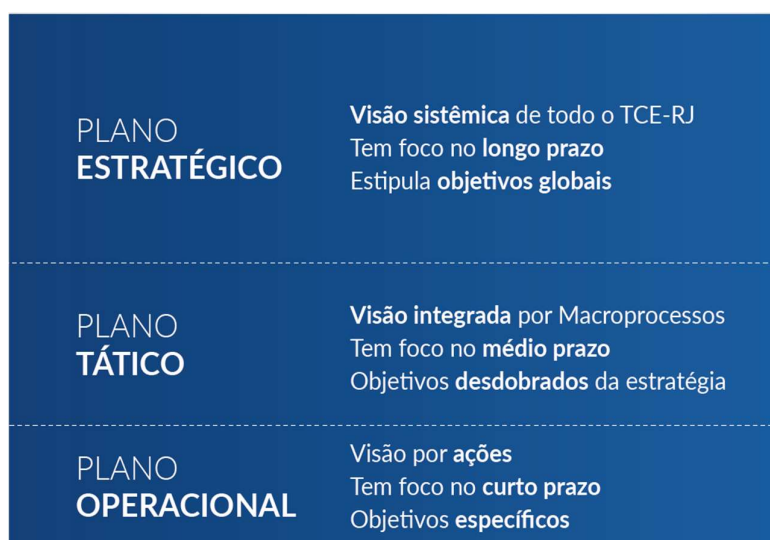 PLANO
ESTRATÉGICO
Visão sistêmica de todo o TCE-RJ
Tem foco no longo prazo
Estipula objetivos globais
PLANO
TÁTICO
Visão integrada por Macroprocessos
Tem foco no médio prazo
Objetivos desdobrados da estratégia
PLANO
OPERACIONAL
Visão por ações
Tem foco no curto prazo
Objetivos específicos